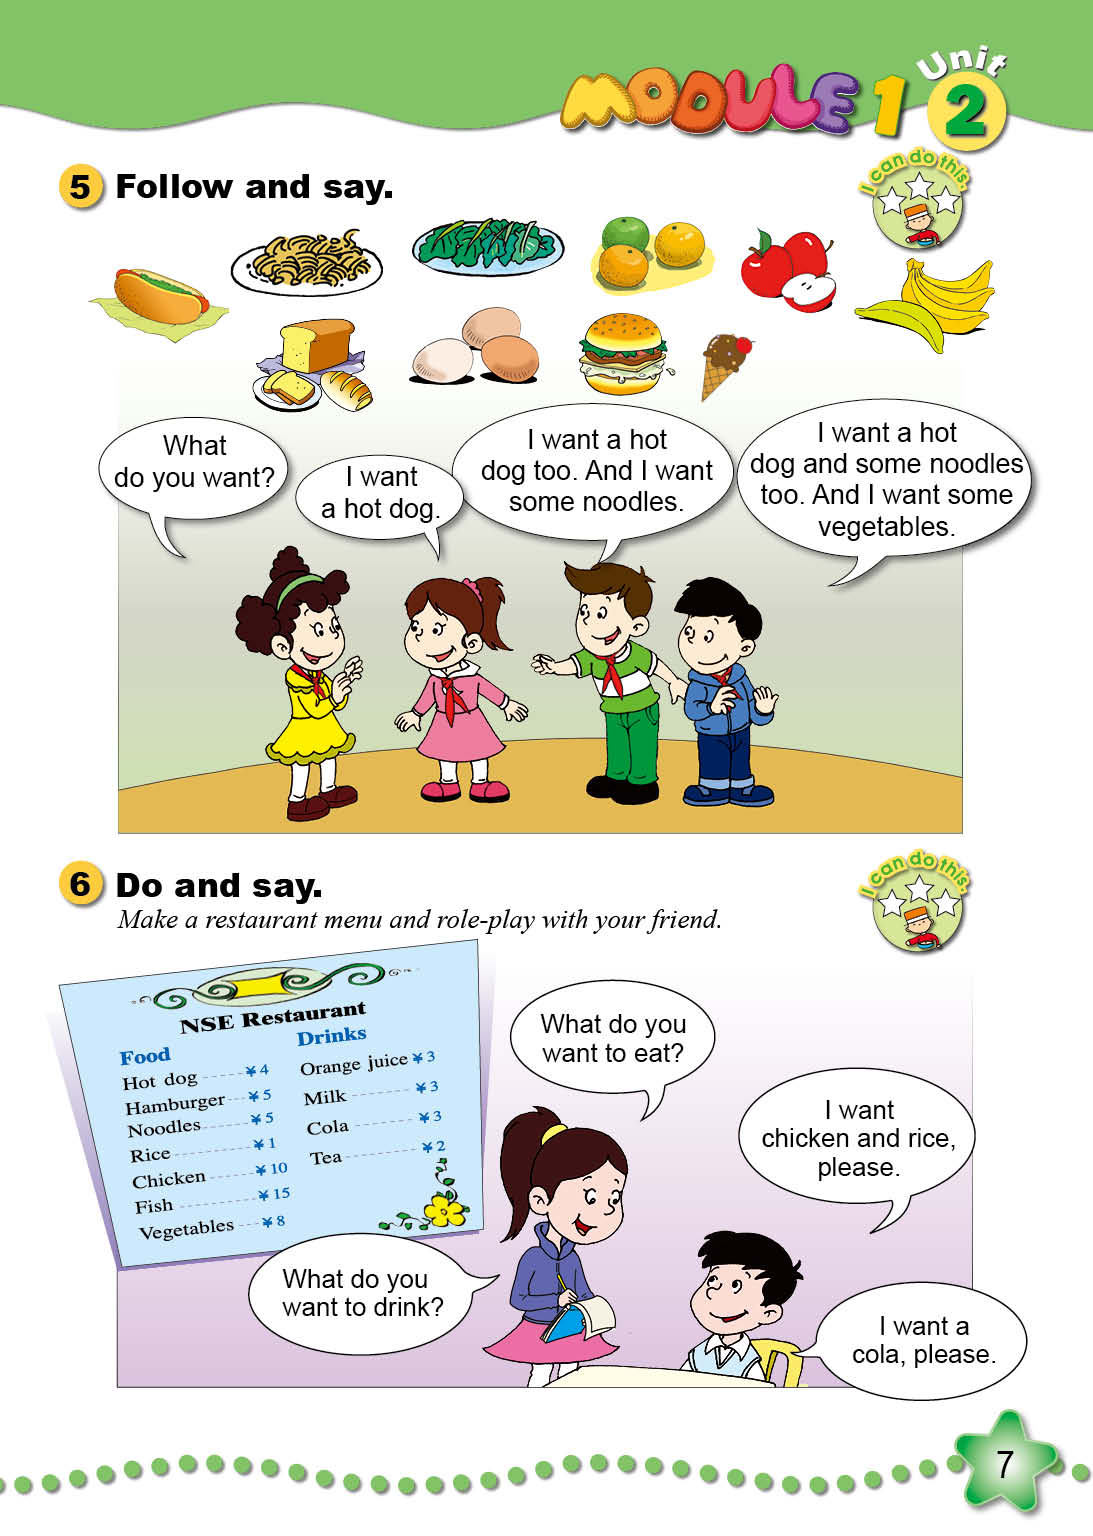 MODULE 1 Unit 2
5 Follow and say.
I can do this.
What
do you want?
I want
a hot dog.
I want a hot
dog too. And I want
some noodles.
I want a hot
dog and some noodles
too. And I want some
vegetables.
6 Do and say.
I can do this.
Make a restaurant menu and role-play with your friend.
NSE Restaurant
Food
Hot dog ¥4
Hamburger ¥5
Noodles ¥5
Rice ¥1
Chicken ¥10
Fish ¥15
Vegetables ¥8
Drinks
Orange juice ¥3
Milk ¥3
Cola ¥3
Tea ¥2
What do you
want to eat?
I want
chicken and rice,
please.
What do you
want to drink?
I want a
cola, please.
7